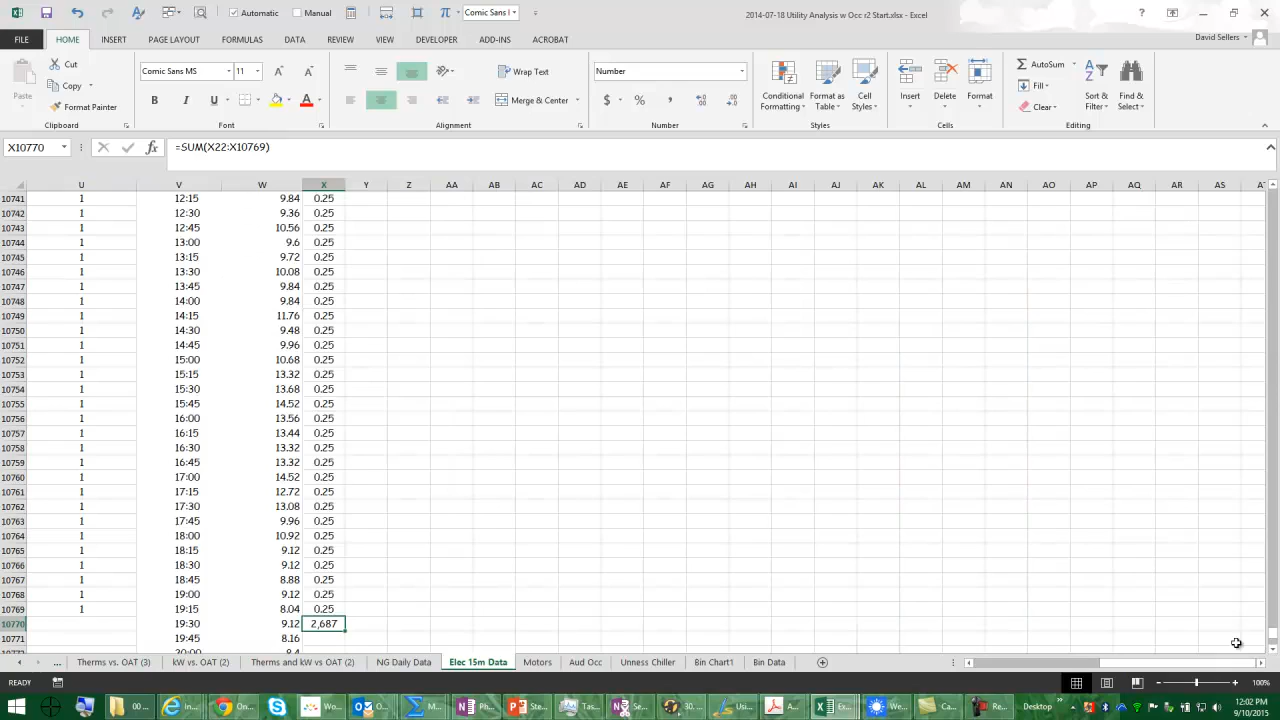 Automatic Manual π Comic Sans I
2014-07-18 Utility Analysis w Occ r2 Start.xlsx - Excel
FILE HOME INSERT PAGE LAYOUT FORMULAS DATA REVIEW VIEW DEVELOPER ADD-INS ACROBAT David Sellers
Paste Cut Copy Format Painter Clipboard
Comic Sans MS 11 A A B I U A Font
Wrap Text Merge & Center Alignment
Number $ % , Number
Conditional Formatting Format as Table Cell Styles Styles
Insert Delete Format Cells
AutoSum Fill Clear Sort & Filter Find & Select Editing
X10770 fx =SUM(X22:X10769)
U V W X Y Z AA AB AC AD AE AF AG AH AI AJ AK AL AM AN AO AP AQ AR AS
10741 1 12:15 9.84 0.25
10742 1 12:30 9.36 0.25
10743 1 12:45 10.56 0.25
10744 1 13:00 9.6 0.25
10745 1 13:15 9.72 0.25
10746 1 13:30 10.08 0.25
10747 1 13:45 9.84 0.25
10748 1 14:00 9.84 0.25
10749 1 14:15 11.76 0.25
10750 1 14:30 9.48 0.25
10751 1 14:45 9.96 0.25
10752 1 15:00 10.68 0.25
10753 1 15:15 13.32 0.25
10754 1 15:30 13.68 0.25
10755 1 15:45 14.52 0.25
10756 1 16:00 13.56 0.25
10757 1 16:15 13.44 0.25
10758 1 16:30 13.32 0.25
10759 1 16:45 13.32 0.25
10760 1 17:00 14.52 0.25
10761 1 17:15 12.72 0.25
10762 1 17:30 13.08 0.25
10763 1 17:45 9.96 0.25
10764 1 18:00 10.92 0.25
10765 1 18:15 9.12 0.25
10766 1 18:30 9.12 0.25
10767 1 18:45 8.88 0.25
10768 1 19:00 9.12 0.25
10769 1 19:15 8.04 0.25
10770 19:30 9.12 2,687
10771 19:45 8.16
... Therms vs. OAT (3) kW vs. OAT (2) Therms and kW vs OAT (2) NG Daily Data Elec 15m Data Motors Aud Occ Unness Chiller Bin Chart1 Bin Data
READY 100%
00 ... In... On... Wo... O... M... Ph... Ste... Tas... Se... 30. ... Us... A... Ex... We... Ca... Re... Desktop 12:02 PM
9/10/2015